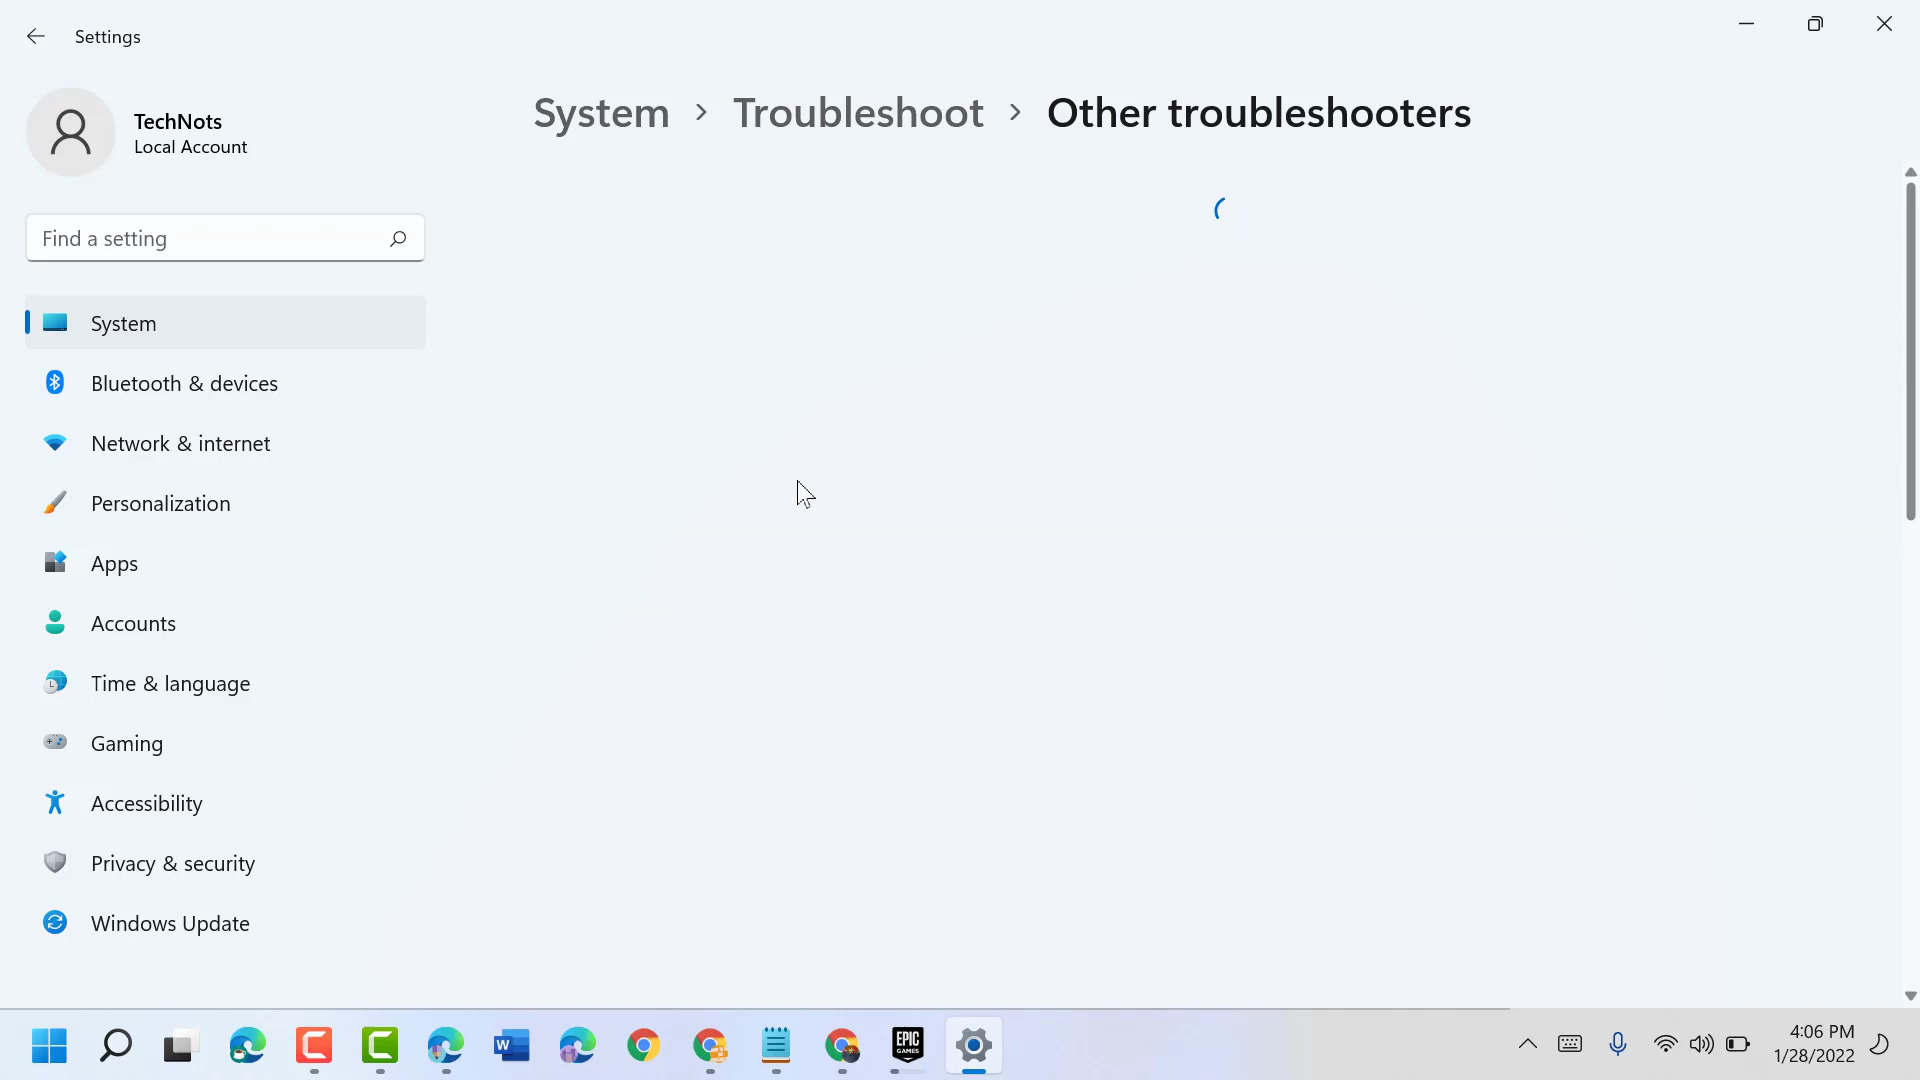 Settings
TechNots
Local Account
Find a setting
System
Bluetooth & devices
Network & internet
Personalization
Apps
Accounts
Time & language
Gaming
Accessibility
Privacy & security
Windows Update
System > Troubleshoot > Other troubleshooters
W
EPIC
GAMES
4:06 PM
1/28/2022